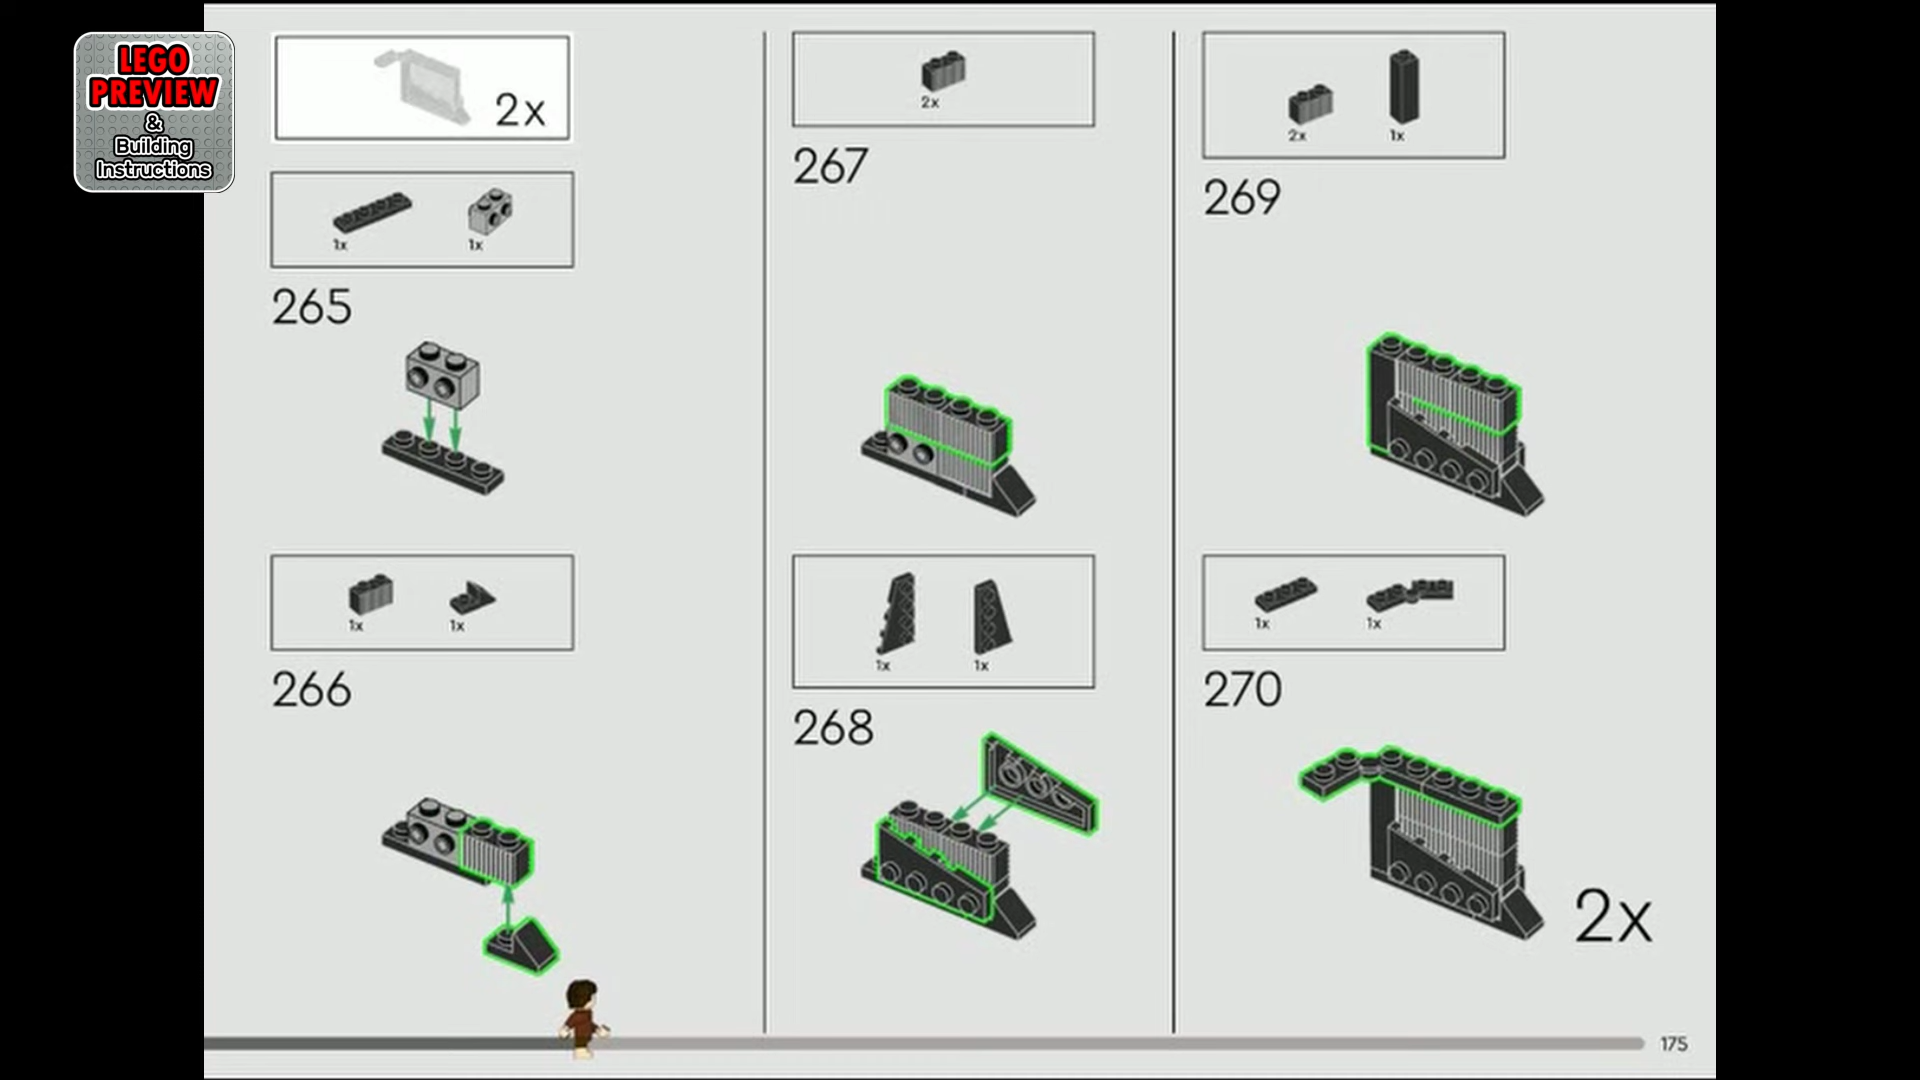 LEGO
PREVIEW
&
Building
Instructions
2x
1x 1x
265
1x 1x
266
2x
267
1x 1x
268
2x 1x
269
1x 1x
270
2x
175